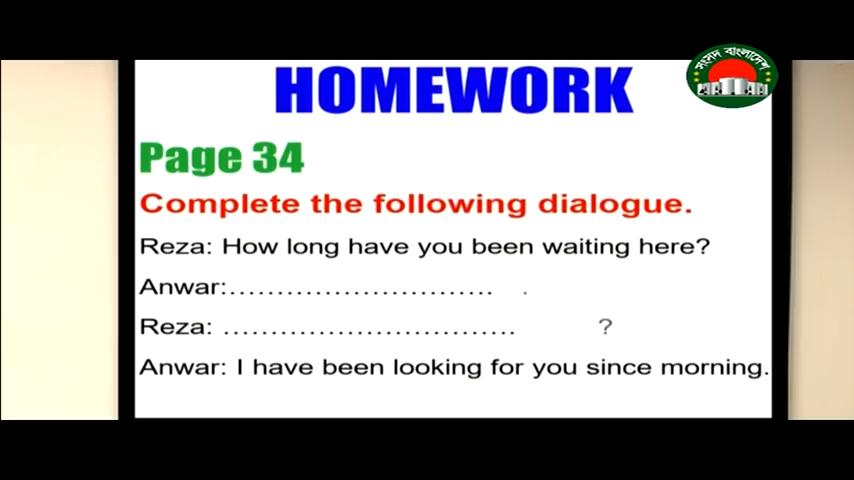 সংসদ বাংলাদেশ
HOMEWORK
Page 34
Complete the following dialogue.
Reza: How long have you been waiting here?
Anwar:........................... .
Reza: .............................. ?
Anwar: I have been looking for you since morning.